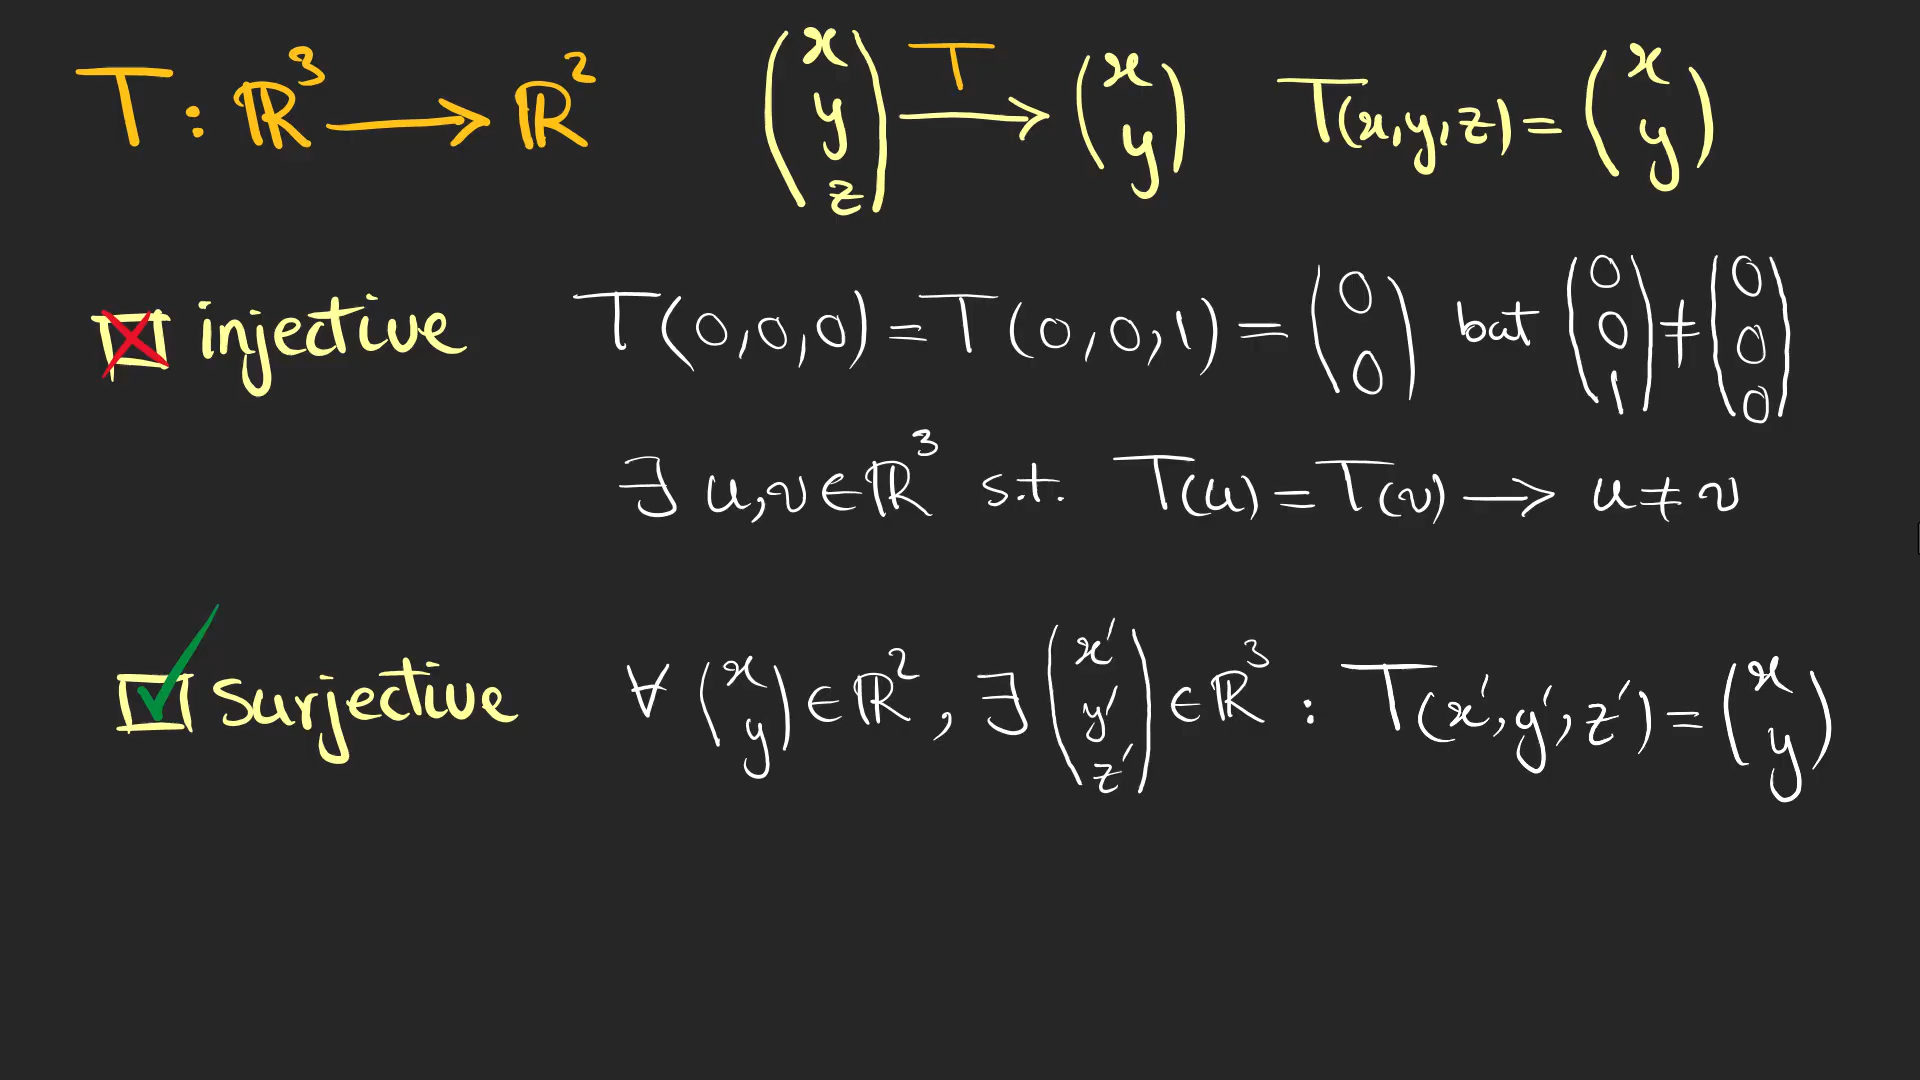 T : ℝ³ ⟶ ℝ² (x y z) T⟶ (x y) T(x,y,z) = (x y)
injective T(0,0,0) = T(0,0,1) = (0 0) but (0 0 1) ≠ (0 0 0)
∃ u,v ∈ ℝ³ s.t. T(u) = T(v) ⟶ u ≠ v
surjective ∀ (x y) ∈ ℝ², ∃ (x' y' z') ∈ ℝ³ : T(x', y', z') = (x y)